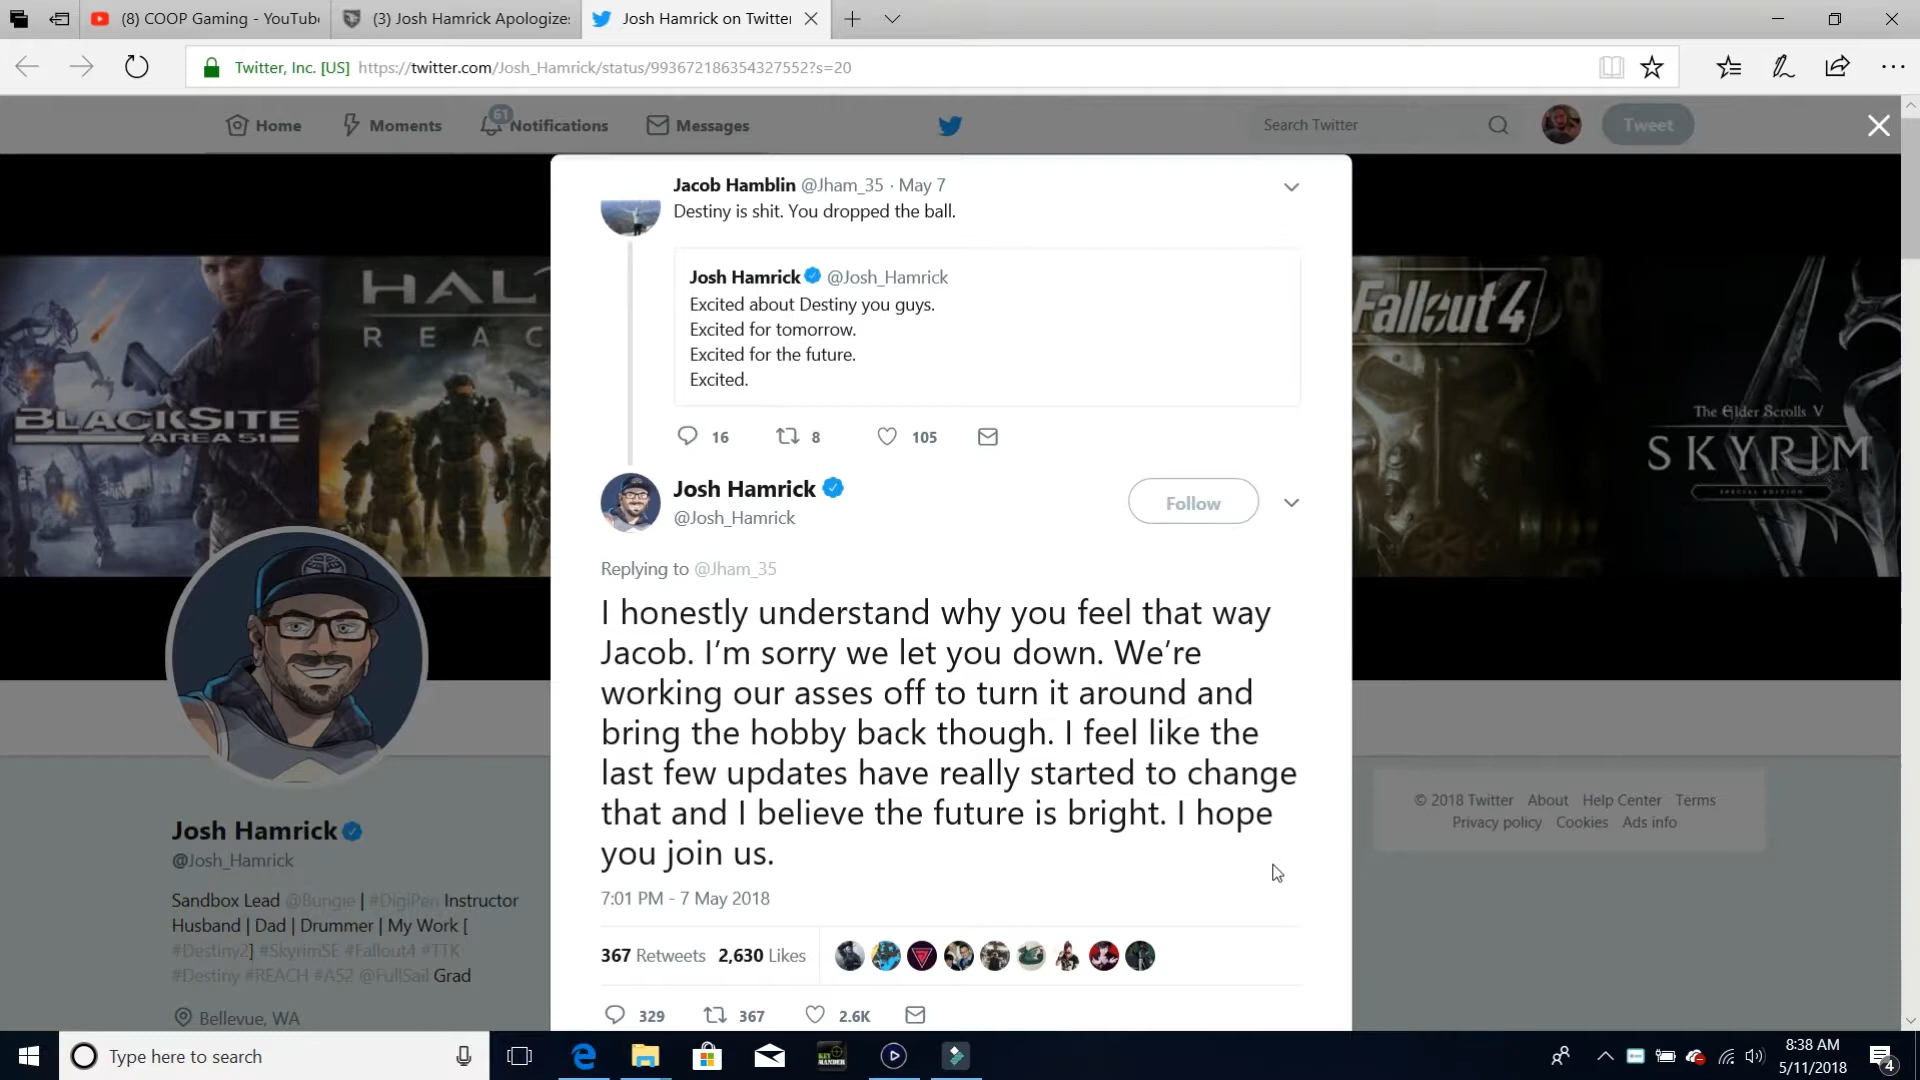 (8) COOP Gaming - YouTub
(3) Josh Hamrick Apologize
Josh Hamrick on Twitter
Twitter, Inc. [US] https://twitter.com/Josh_Hamrick/status/993672186354327552?s=20
Home
Moments
61
Notifications
Messages
Search Twitter
Tweet
Jacob Hamblin @Jham_35 · May 7
Destiny is shit. You dropped the ball.
Josh Hamrick @Josh_Hamrick
Excited about Destiny you guys.
Excited for tomorrow.
Excited for the future.
Excited.
16 8 105
Josh Hamrick
@Josh_Hamrick
Follow
Replying to @Jham_35
I honestly understand why you feel that way
Jacob. I'm sorry we let you down. We're
working our asses off to turn it around and
bring the hobby back though. I feel like the
last few updates have really started to change
that and I believe the future is bright. I hope
you join us.
7:01 PM - 7 May 2018
367 Retweets 2,630 Likes
329 367 2.6K
BLACKSITE
AREA 51
HAL
REAC
Fallout 4
The Elder Scrolls V
SKYRIM
SPECIAL EDITION
Josh Hamrick
@Josh_Hamrick
Sandbox Lead @Bungie | #DigiPen Instructor
Husband | Dad | Drummer | My Work [
#Destiny2] #SkyrimSE #Fallout4 #TTK
#Destiny #REACH #A52 @FullSail Grad
Bellevue, WA
© 2018 Twitter About Help Center Terms
Privacy policy Cookies Ads info
Type here to search
8:38 AM
5/11/2018
4